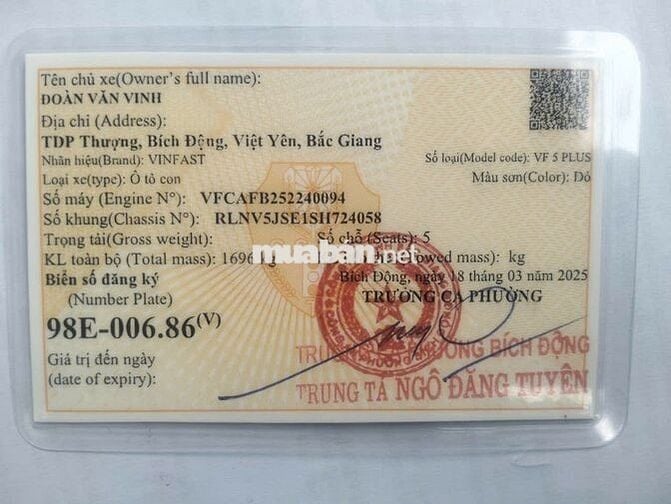 Tên chủ xe(Owner's full name):
ĐOÀN VĂN VINH
Địa chỉ (Address):
TDP Thượng, Bích Động, Việt Yên, Bắc Giang
Nhãn hiệu(Brand): VINFAST
Số loại(Model code): VF 5 PLUS
Loại xe(type): Ô tô con
Màu sơn(Color): Đỏ
Số máy (Engine N°): VFCAFB252240094
Số khung(Chassis N°): RLNV5JSE1SH724058
Trọng tải(Gross weight):
Số chỗ (Seats): 5
KL toàn bộ (Total mass): 1696
mass): kg
muaban.net
Biển số đăng ký
Bích Động, ngày 18 tháng 03 năm 2025
(Number Plate)
TRƯỞNG CA PHƯỜNG
98E-006.86(V)
BÍCH ĐỘNG
Giá trị đến ngày
(date of expiry):
TRUNG TÁ NGÔ ĐĂNG TUYÊN